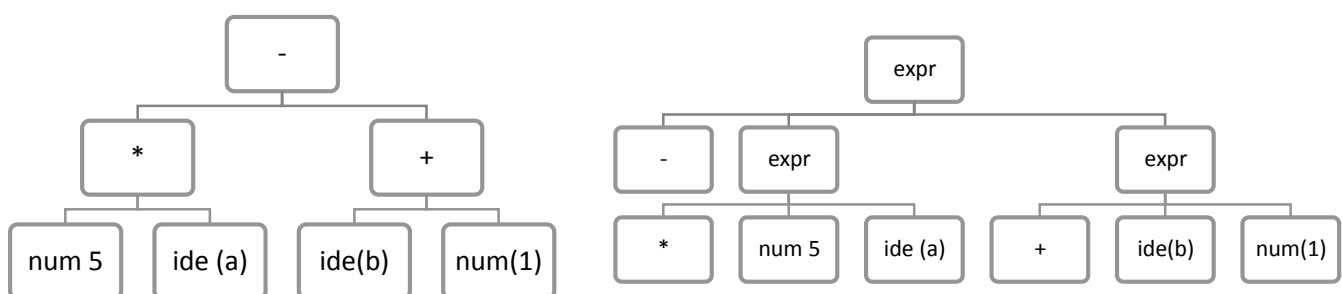 -
expr
* +
- expr expr
num 5 ide (a) ide(b) num(1)
* num 5 ide (a) + ide(b) num(1)